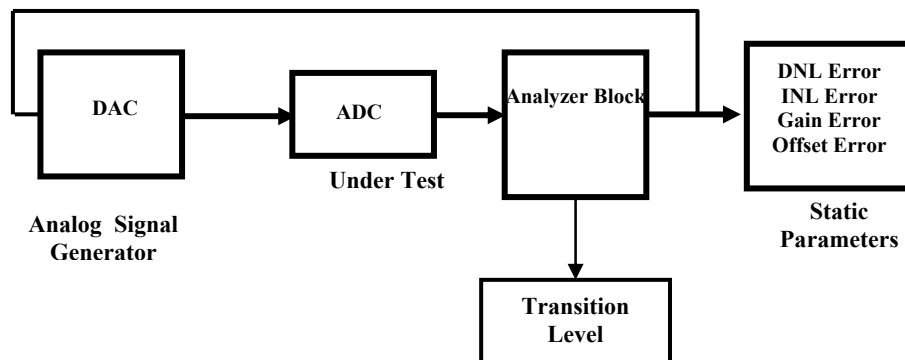 DAC
ADC
Analyzer Block
DNL Error
INL Error
Gain Error
Offset Error
Under Test
Analog Signal
Generator
Static
Parameters
Transition
Level